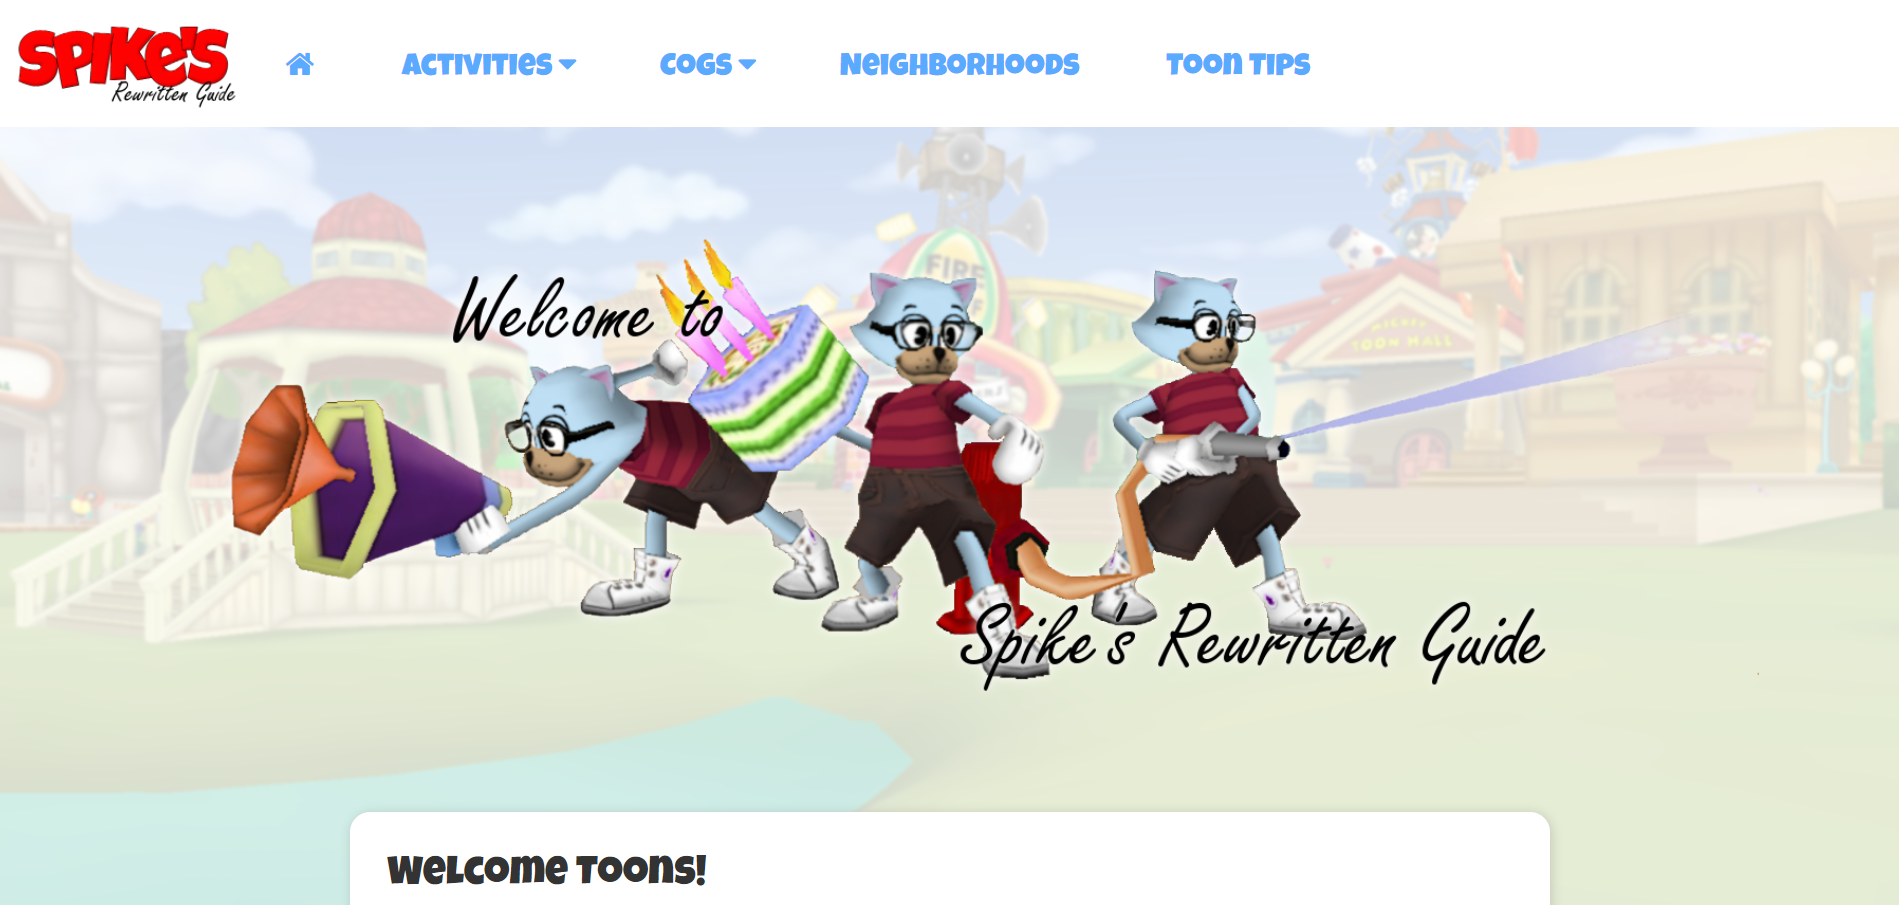 SPIKE'S
Rewritten Guide
Activities
Cogs
Neighborhoods
Toon Tips
FIRE
Welcome to
TOON HALL
Spike's Rewritten Guide
Welcome Toons!